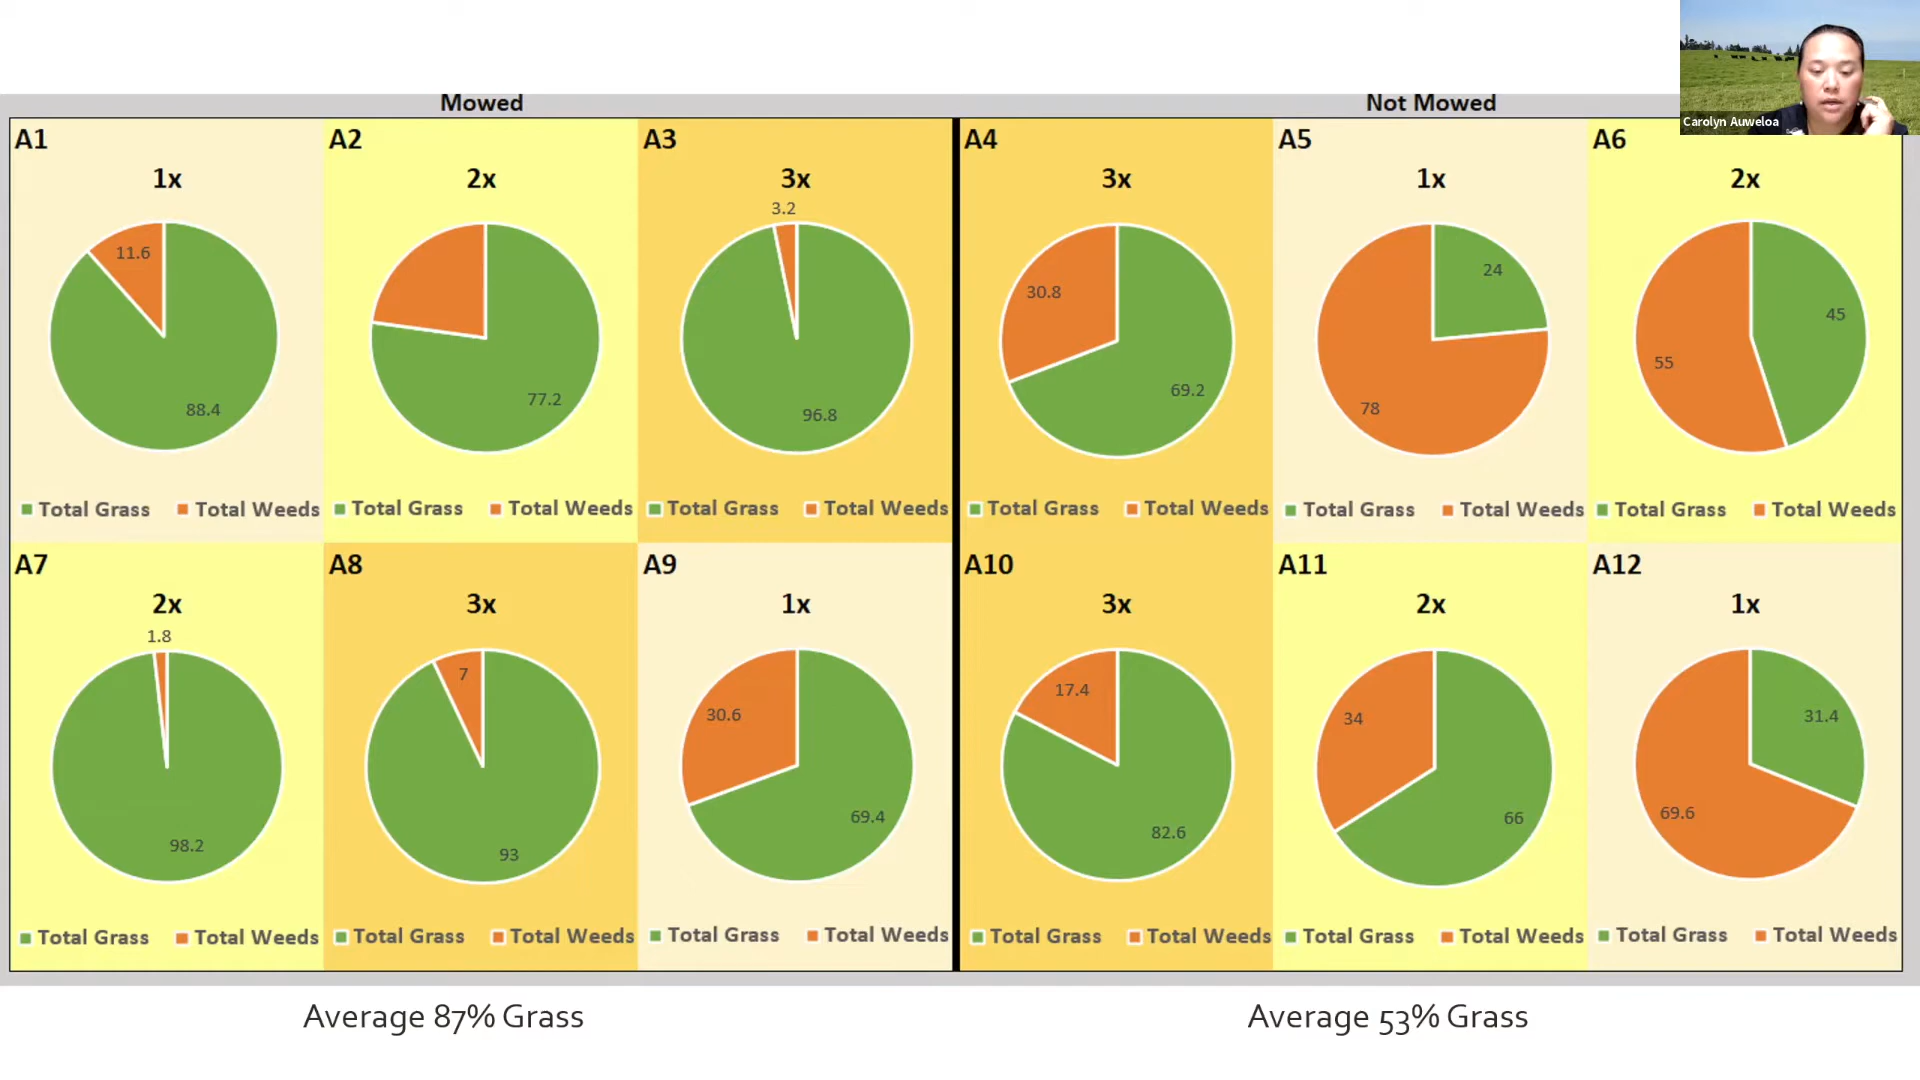 Carolyn Auweloa
Mowed
Not Mowed
A1
1x
11.6
88.4
Total Grass Total Weeds
A2
2x
77.2
Total Grass Total Weeds
A3
3x
3.2
96.8
Total Grass Total Weeds
A4
3x
30.8
69.2
Total Grass Total Weeds
A5
1x
24
78
Total Grass Total Weeds
A6
2x
45
55
Total Grass Total Weeds
A7
2x
1.8
98.2
Total Grass Total Weeds
A8
3x
7
93
Total Grass Total Weeds
A9
1x
30.6
69.4
Total Grass Total Weeds
A10
3x
17.4
82.6
Total Grass Total Weeds
A11
2x
34
66
Total Grass Total Weeds
A12
1x
31.4
69.6
Total Grass Total Weeds
Average 87% Grass
Average 53% Grass